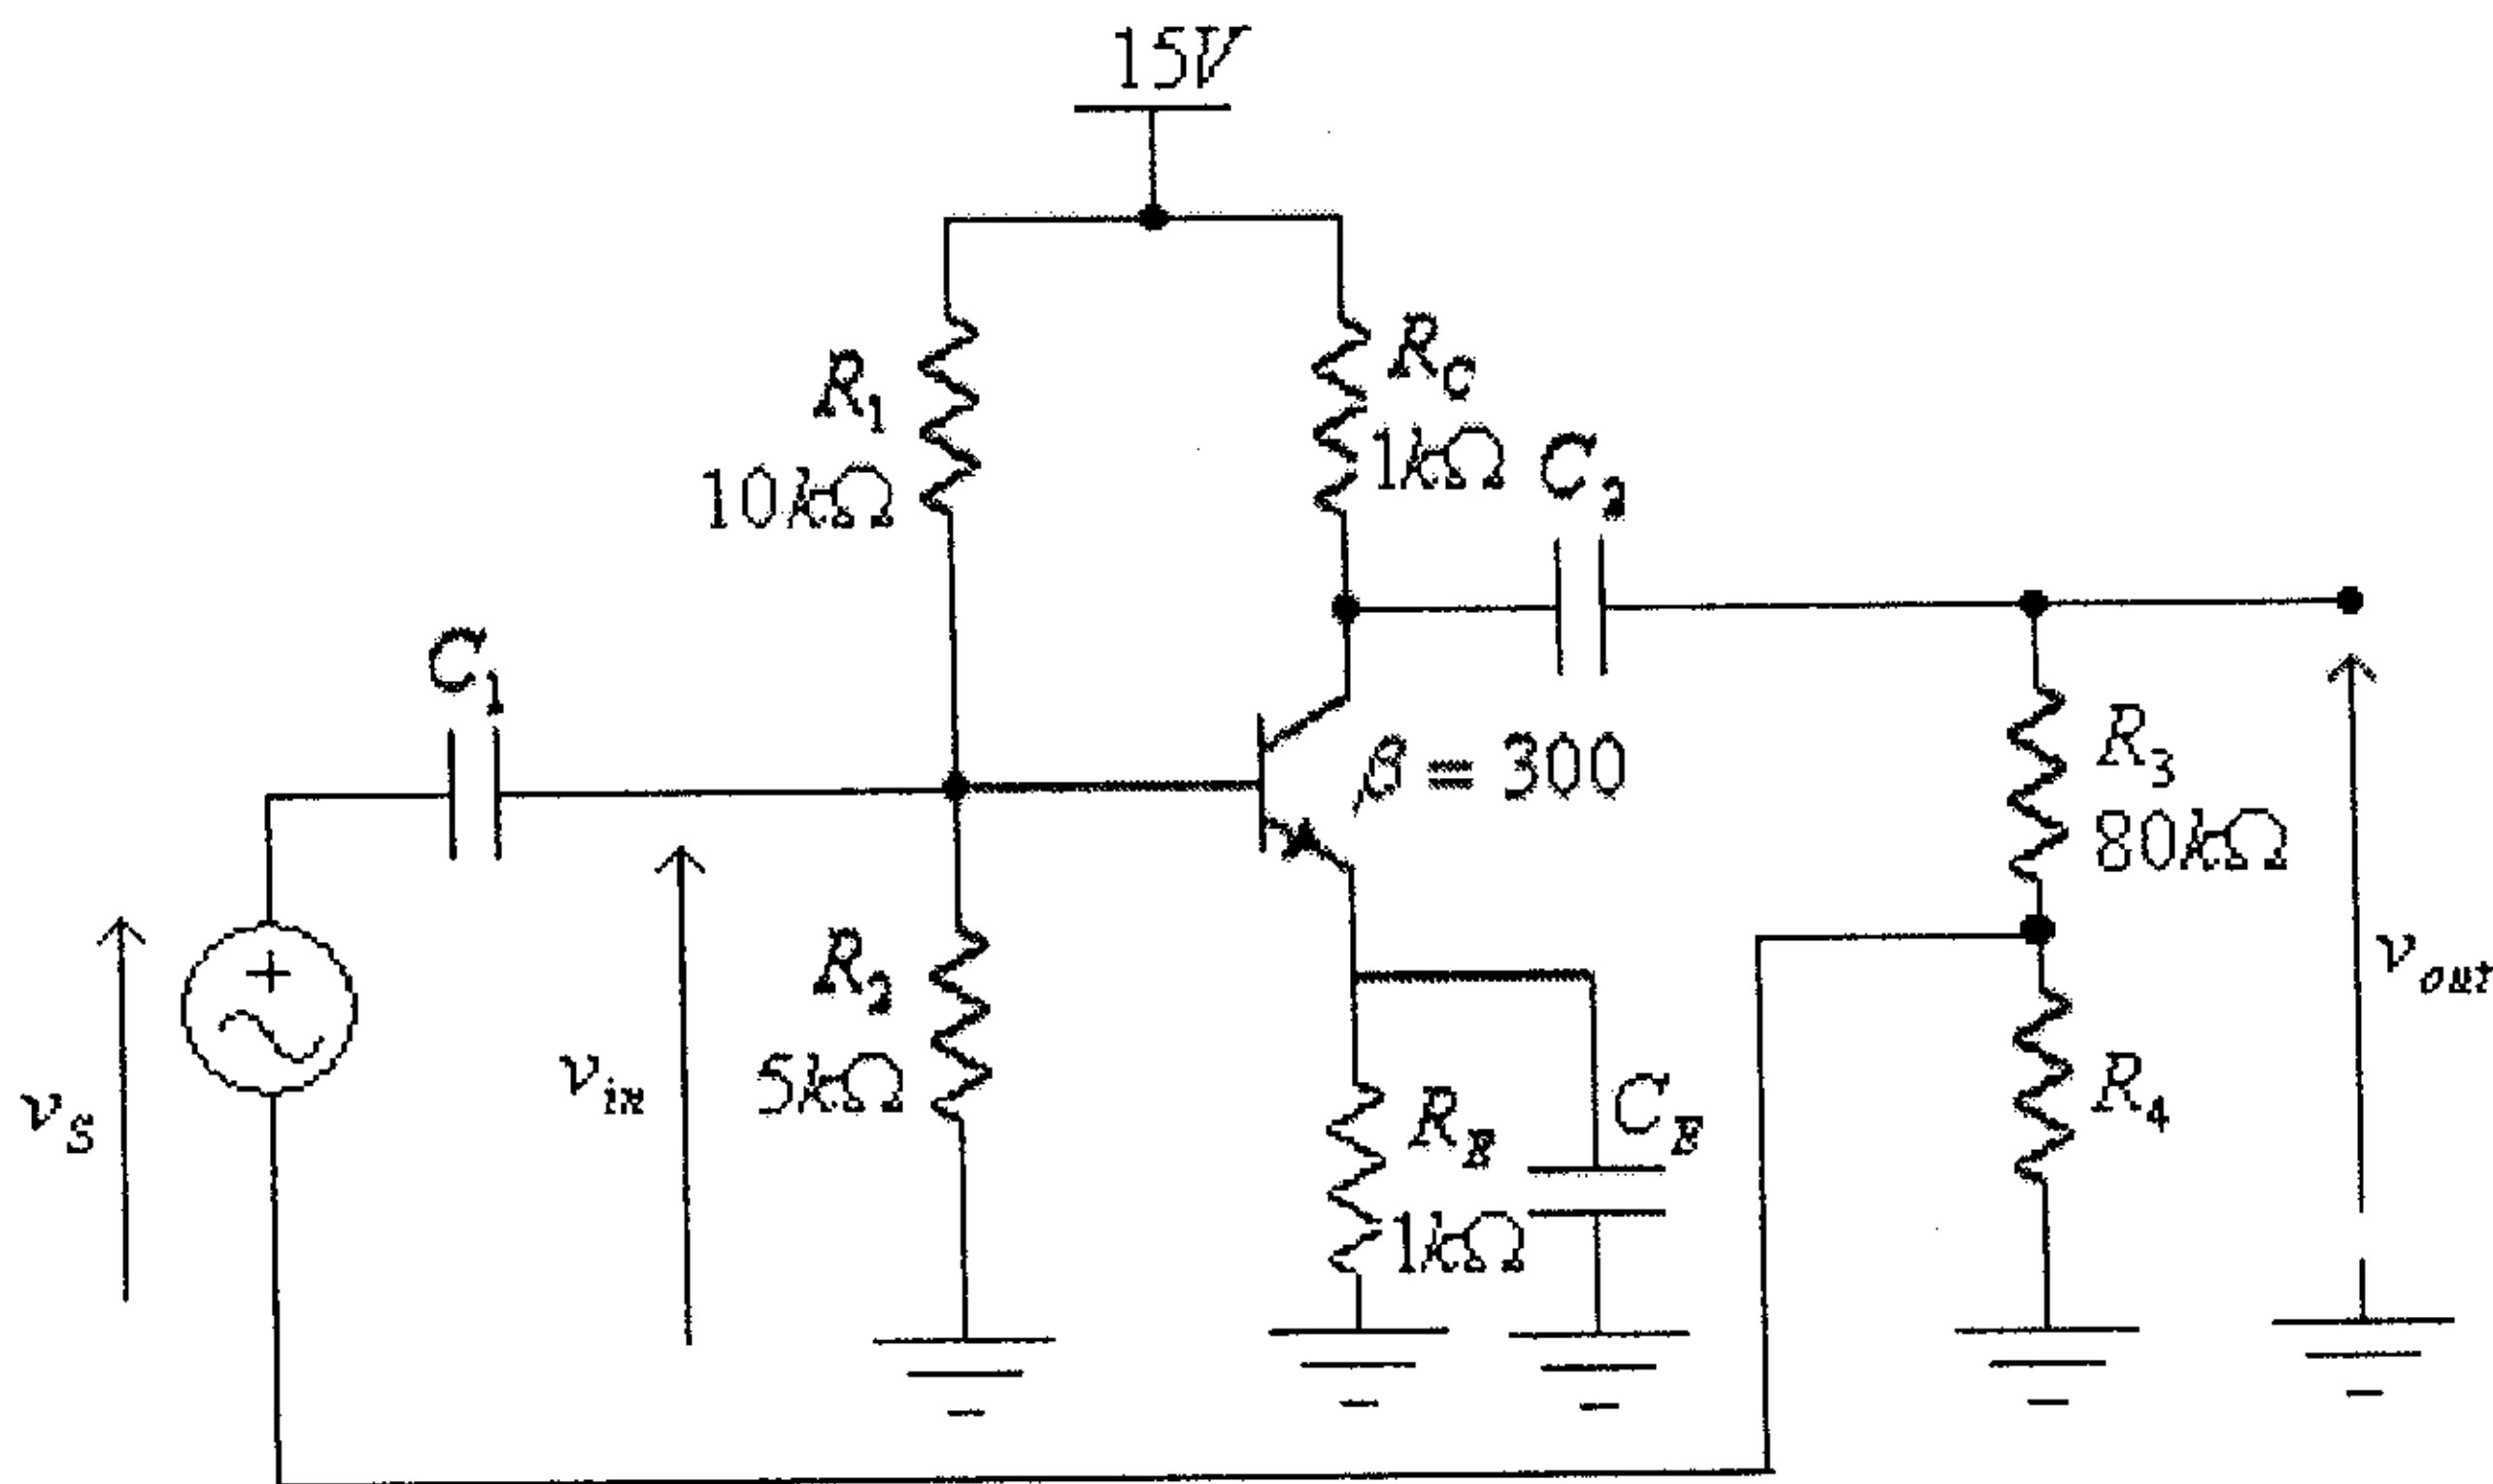 15V
R1
10kΩ
RC
1kΩ
C2
C1
β = 300
R3
80kΩ
R2
5kΩ
vS
vin
vout
RE
1kΩ
CE
R4